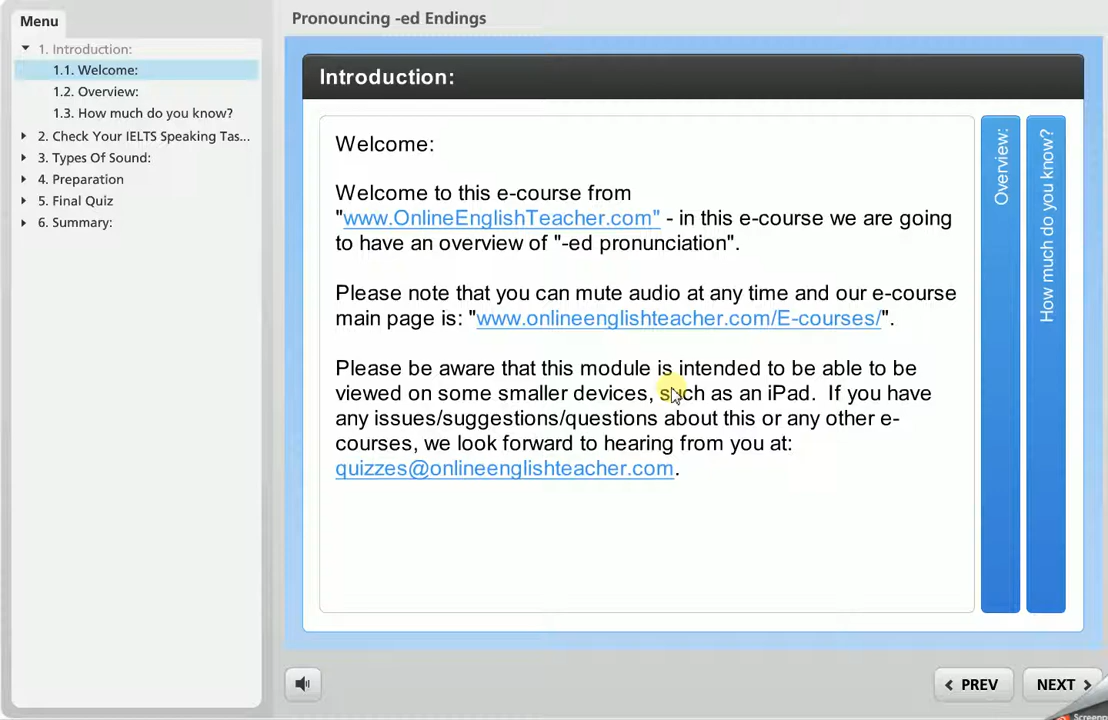 Menu
1. Introduction:
1.1. Welcome:
1.2. Overview:
1.3. How much do you know?
2. Check Your IELTS Speaking Tas...
3. Types Of Sound:
4. Preparation
5. Final Quiz
6. Summary:
Pronouncing -ed Endings
Introduction:
Welcome:
Welcome to this e-course from
"www.OnlineEnglishTeacher.com" - in this e-course we are going
to have an overview of "-ed pronunciation".
Please note that you can mute audio at any time and our e-course
main page is: "www.onlineenglishteacher.com/E-courses/".
Please be aware that this module is intended to be able to be
viewed on some smaller devices, such as an iPad. If you have
any issues/suggestions/questions about this or any other e-
courses, we look forward to hearing from you at:
quizzes@onlineenglishteacher.com.
Overview:
How much do you know?
PREV
NEXT